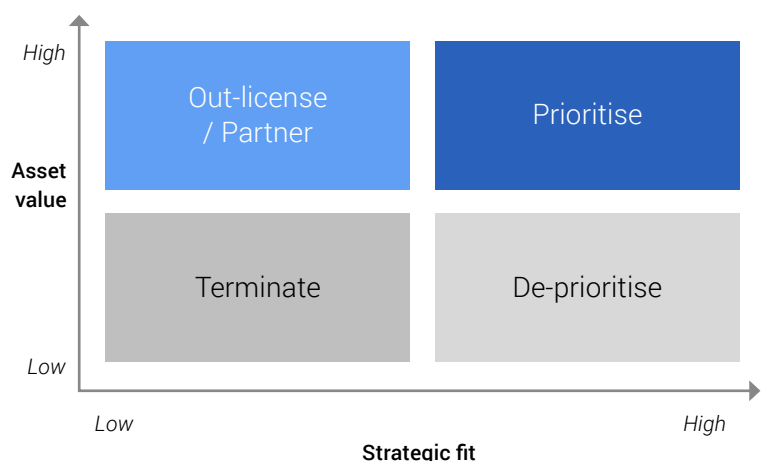 High
Out-license
/ Partner
Prioritise
Asset
value
Terminate
De-prioritise
Low
Low
High
Strategic fit